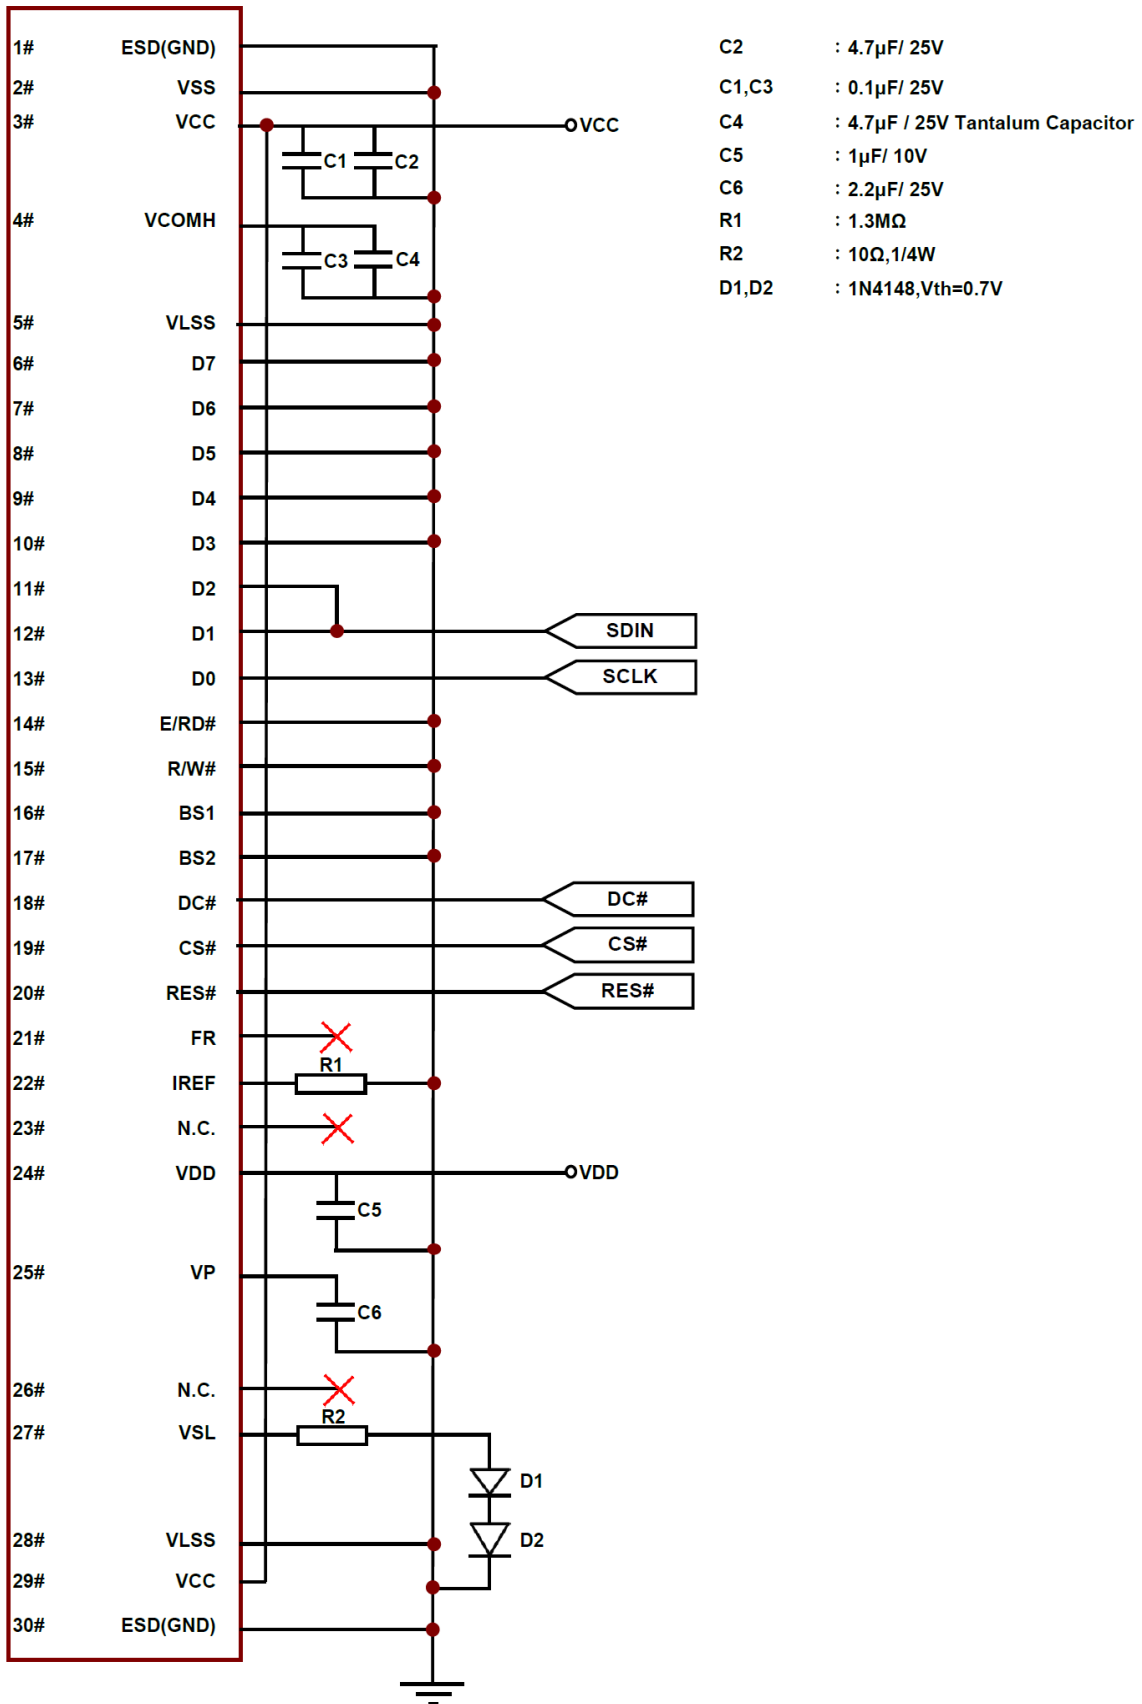 1# ESD(GND)
2# VSS
3# VCC
VCC
C1 C2
4# VCOMH
C3 C4
5# VLSS
6# D7
7# D6
8# D5
9# D4
10# D3
11# D2
12# D1
SDIN
13# D0
SCLK
14# E/RD#
15# R/W#
16# BS1
17# BS2
18# DC#
DC#
19# CS#
CS#
20# RES#
RES#
21# FR
R1
22# IREF
23# N.C.
24# VDD
VDD
C5
25# VP
C6
26# N.C.
R2
27# VSL
D1
D2
28# VLSS
29# VCC
30# ESD(GND)
C2 : 4.7µF/ 25V
C1,C3 : 0.1µF/ 25V
C4 : 4.7µF / 25V Tantalum Capacitor
C5 : 1µF/ 10V
C6 : 2.2µF/ 25V
R1 : 1.3MΩ
R2 : 10Ω,1/4W
D1,D2 : 1N4148,Vth=0.7V